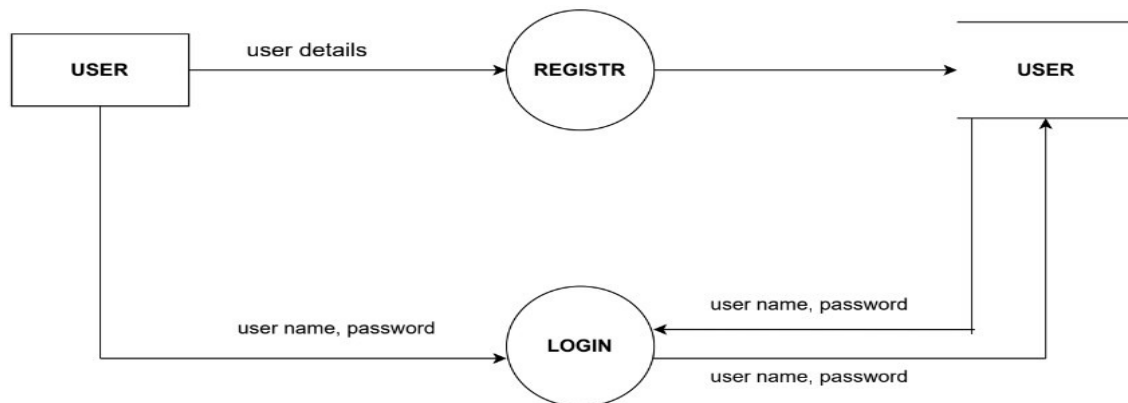 user details
USER
REGISTR
USER
user name, password
user name, password
LOGIN
user name, password